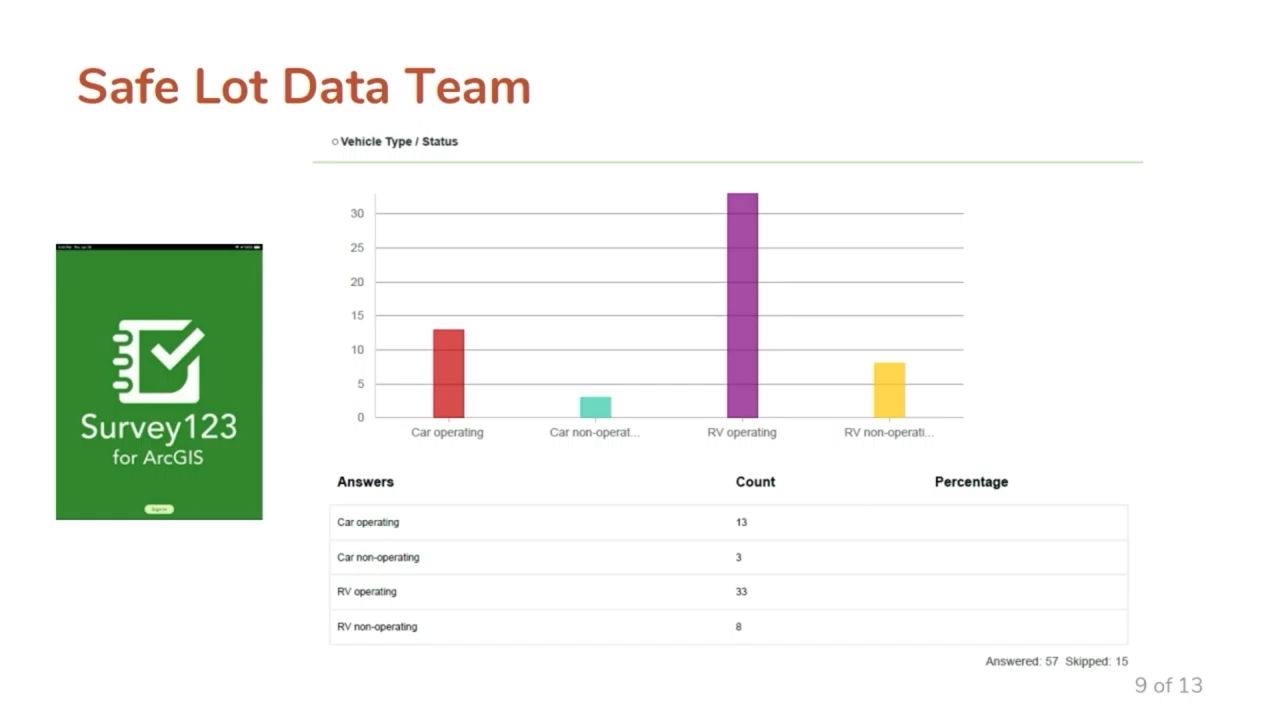 Safe Lot Data Team
Vehicle Type / Status
30
25
20
15
10
5
0
Car operating
Car non-operat...
RV operating
RV non-operati...
Survey123
for ArcGIS
Answers Count Percentage
Car operating 13
Car non-operating 3
RV operating 33
RV non-operating 8
Answered: 57 Skipped: 15
9 of 13